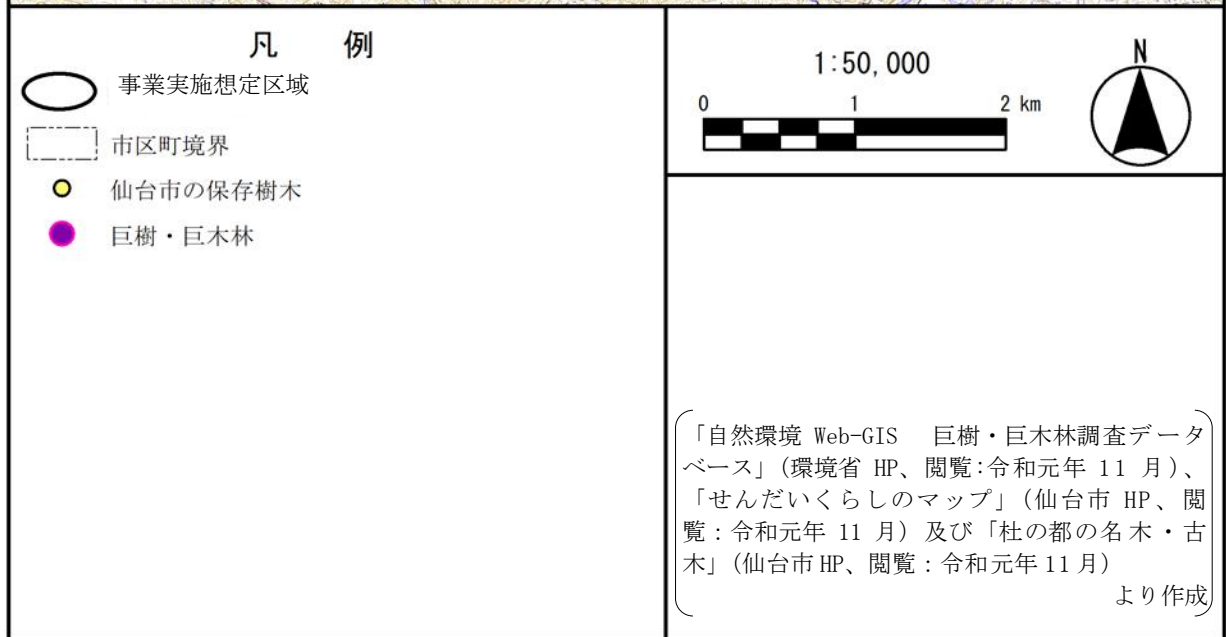 凡 例
事業実施想定区域
市区町境界
仙台市の保存樹木
巨樹・巨木林
1:50,000
0 1 2 km
N
「自然環境 Web-GIS 巨樹・巨木林調査データ
ベース」（環境省 HP、閲覧：令和元年 11 月）、
「せんだいくらしのマップ」（仙台市 HP、閲
覧：令和元年 11 月）及び「杜の都の名木・古
木」（仙台市 HP、閲覧：令和元年 11 月）
より作成